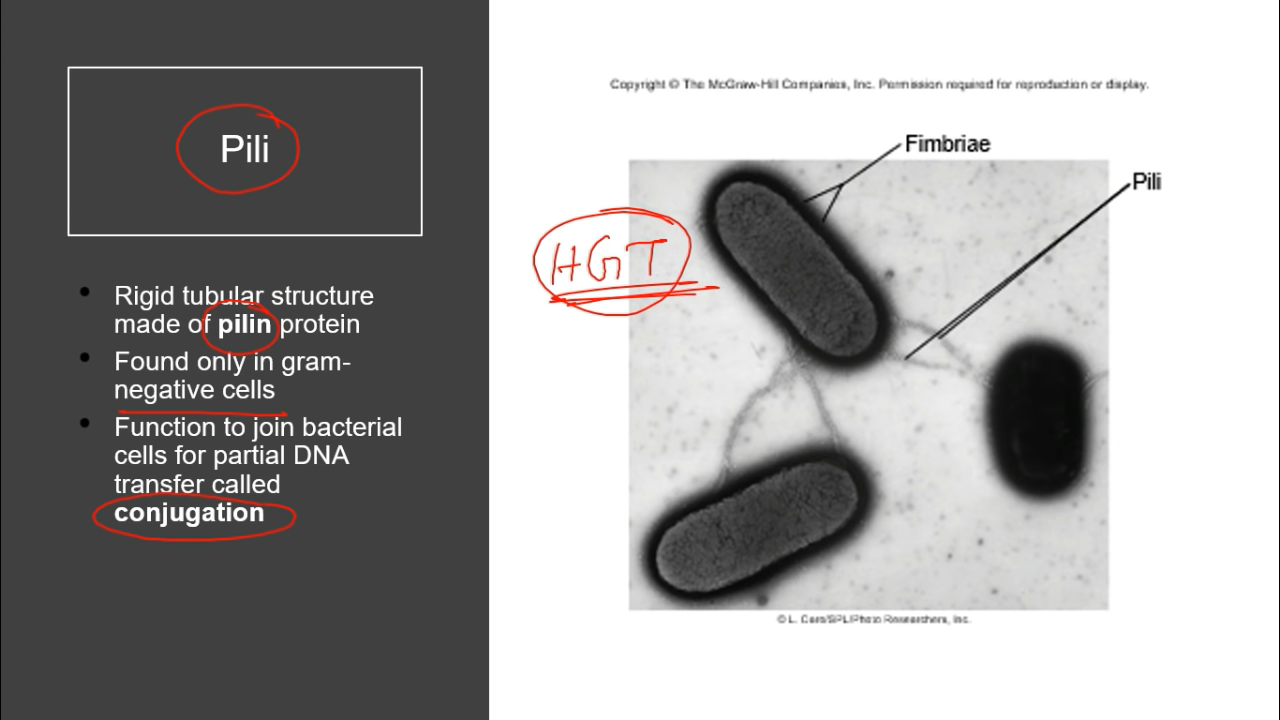 Pili
Rigid tubular structure
made of pilin protein
Found only in gram-
negative cells
Function to join bacterial
cells for partial DNA
transfer called
conjugation
Copyright © The McGraw-Hill Companies, Inc. Permission required for reproduction or display.
Fimbriae
Pili
HGT
© L. Caro/SPL/Photo Researchers, Inc.